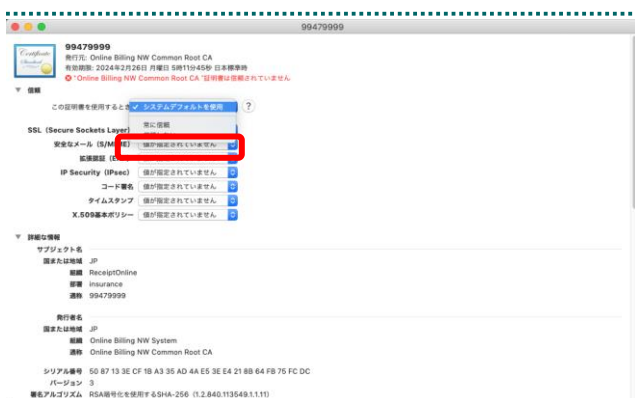 99479999
99479999
発行元: Online Billing NW Common Root CA
有効期限: 2024年2月26日 月曜日 5時11分45秒 日本標準時
"Online Billing NW Common Root CA "証明書は信頼されていません
信頼
この証明書を使用するとき
✓ システムデフォルトを使用
?
常に信頼
SSL (Secure Sockets Layer)
安全なメール (S/MIME) 値が指定されていません
拡張認証 値が指定されていません
IP Security (IPsec) 値が指定されていません
コード署名 値が指定されていません
タイムスタンプ 値が指定されていません
X.509基本ポリシー 値が指定されていません
詳細な情報
サブジェクト名
国または地域 JP
組織 ReceiptOnline
部署 insurance
通称 99479999
発行者名
国または地域 JP
組織 Online Billing NW System
通称 Online Billing NW Common Root CA
シリアル番号 50 87 13 3E CF 1B A3 35 AD 4A E5 3E E4 21 8B 64 FB 75 FC DC
バージョン 3
署名アルゴリズム RSA暗号化を使用するSHA-256 (1.2.840.113549.1.1.11)